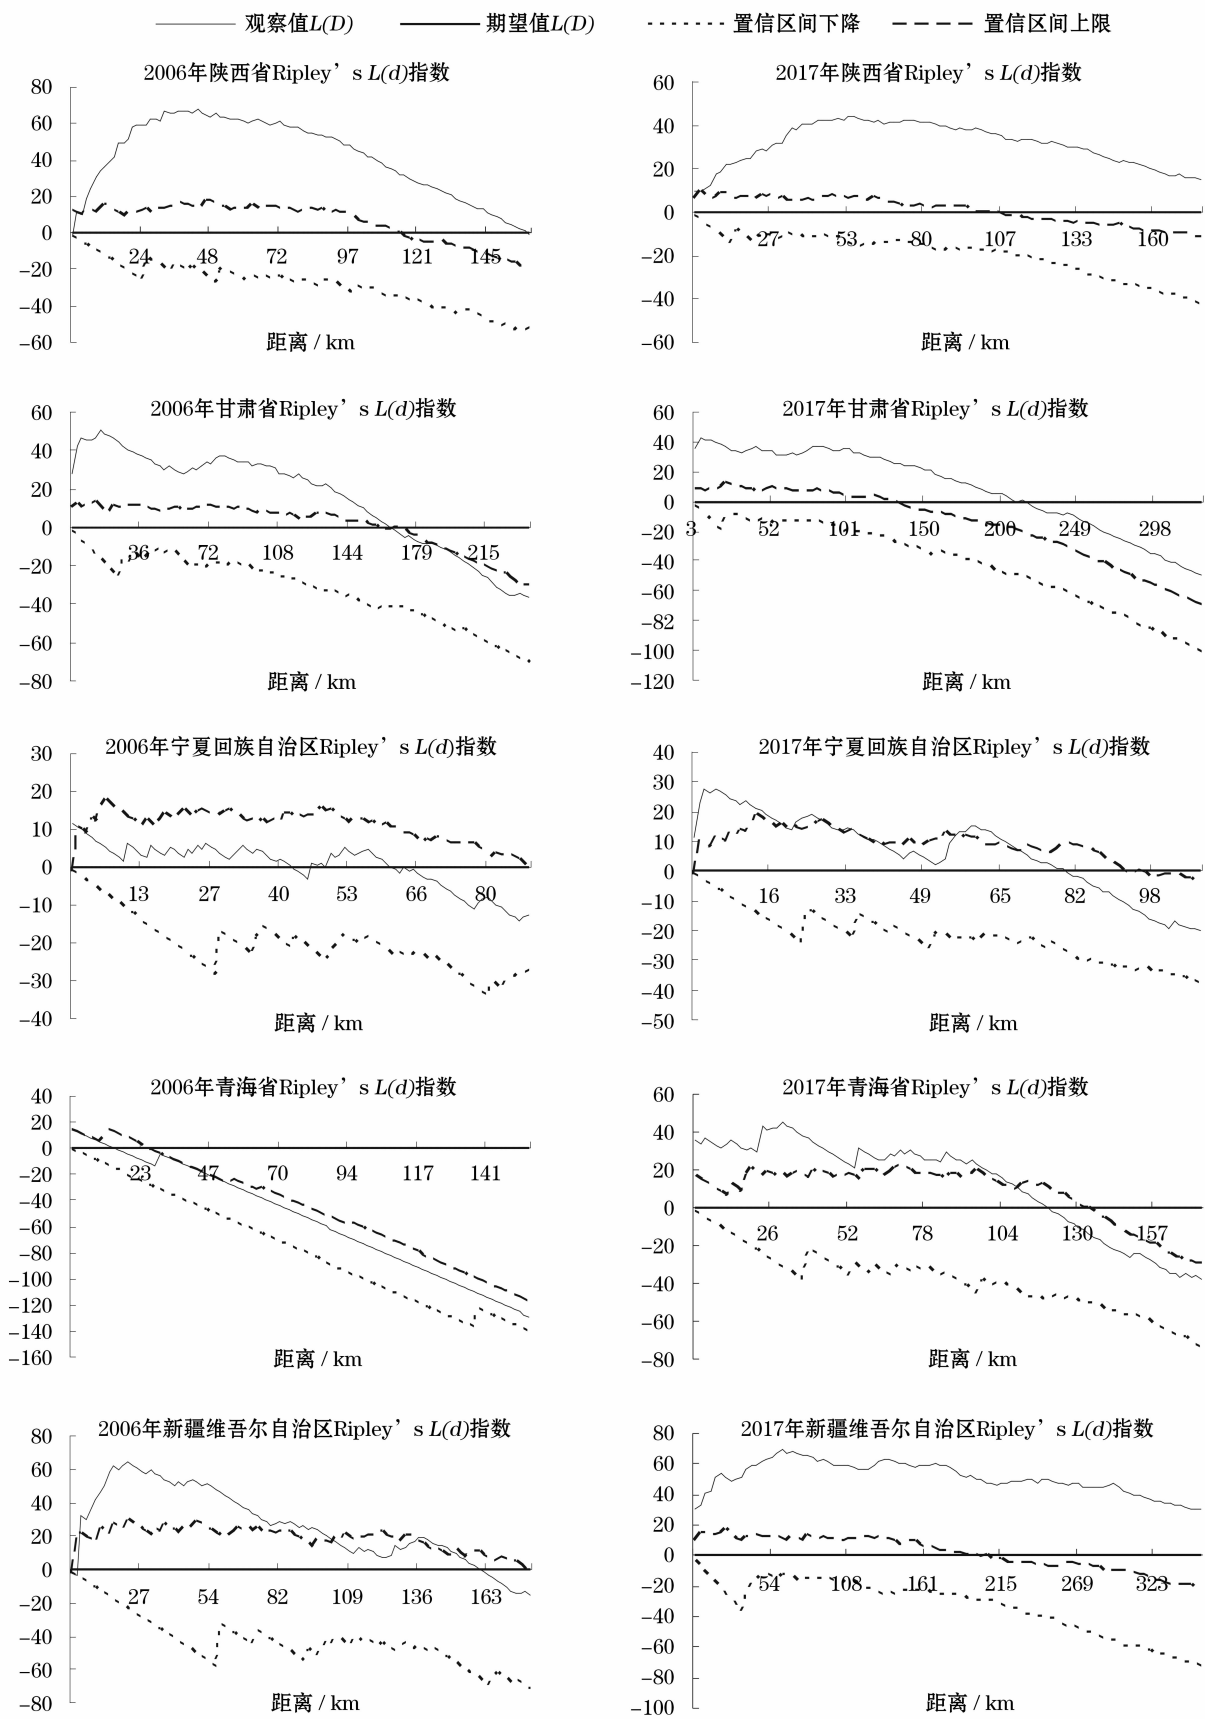 观察值L(D) 期望值L(D) 置信区间下降 置信区间上限
2006年陕西省Ripley’s L(d)指数
80
60
40
20
0
−20
−40
−60
24 48 72 97 121 145
距离 / km
2017年陕西省Ripley’s L(d)指数
60
40
20
0
−20
−40
−60
27 53 80 107 133 160
距离 / km
2006年甘肃省Ripley’s L(d)指数
60
40
20
0
−20
−40
−60
−80
36 72 108 144 179 215
距离 / km
2017年甘肃省Ripley’s L(d)指数
60
40
20
0
−20
−40
−60
−82
−100
−120
3 52 101 150 200 249 298
距离 / km
2006年宁夏回族自治区Ripley’s L(d)指数
30
20
10
0
−10
−20
−30
−40
13 27 40 53 66 80
距离 / km
2017年宁夏回族自治区Ripley’s L(d)指数
40
30
20
10
0
−10
−20
−30
−40
−50
16 33 49 65 82 98
距离 / km
2006年青海省Ripley’s L(d)指数
40
20
0
−20
−40
−60
−80
−100
−120
−140
−160
23 47 70 94 117 141
距离 / km
2017年青海省Ripley’s L(d)指数
60
40
20
0
−20
−40
−60
−80
26 52 78 104 130 157
距离 / km
2006年新疆维吾尔自治区Ripley’s L(d)指数
80
60
40
20
0
−20
−40
−60
−80
27 54 82 109 136 163
距离 / km
2017年新疆维吾尔自治区Ripley’s L(d)指数
80
60
40
20
0
−20
−40
−60
−80
−100
54 108 161 215 269 323
距离 / km